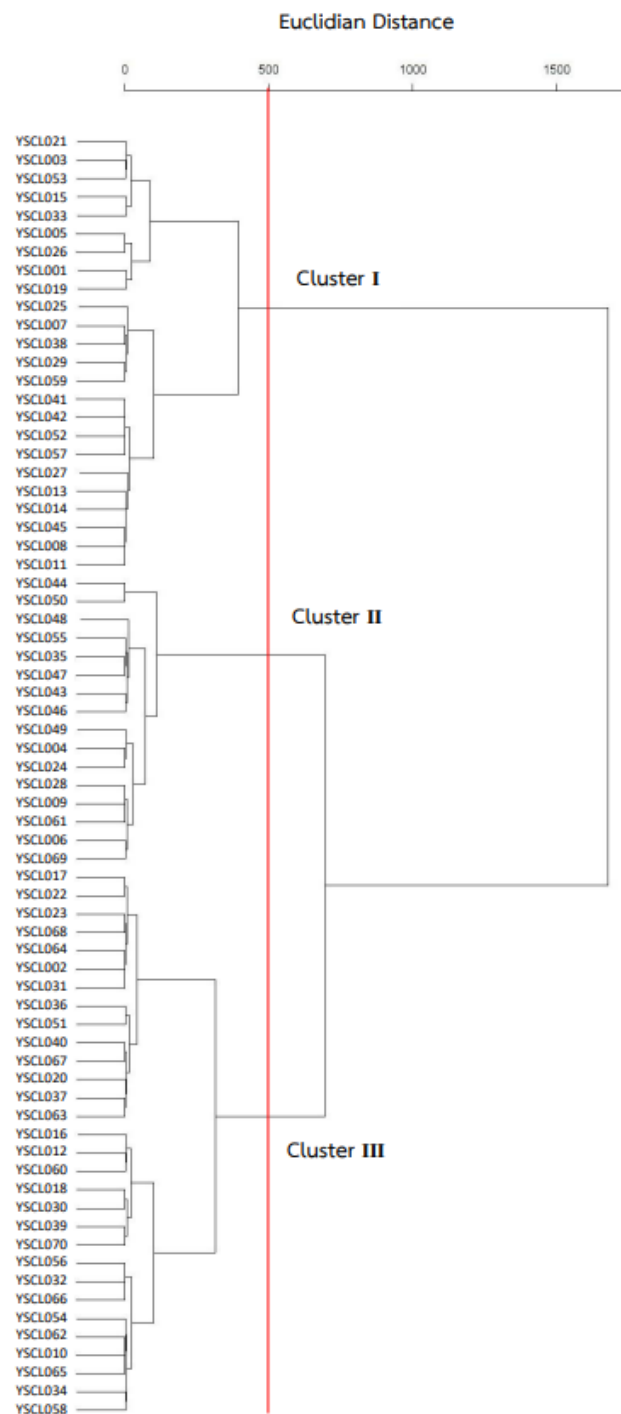 Euclidian Distance
0 500 1000 1500
YSCL021
YSCL003
YSCL053
YSCL015
YSCL033
YSCL005
YSCL026
YSCL001
Cluster I
YSCL019
YSCL025
YSCL007
YSCL038
YSCL029
YSCL059
YSCL041
YSCL042
YSCL052
YSCL057
YSCL027
YSCL013
YSCL014
YSCL045
YSCL008
YSCL011
YSCL044
YSCL050
Cluster II
YSCL048
YSCL055
YSCL035
YSCL047
YSCL043
YSCL046
YSCL049
YSCL004
YSCL024
YSCL028
YSCL009
YSCL061
YSCL006
YSCL069
YSCL017
YSCL022
YSCL023
YSCL068
YSCL064
YSCL002
YSCL031
YSCL036
YSCL051
YSCL040
YSCL067
YSCL020
YSCL037
YSCL063
YSCL016
YSCL012
Cluster III
YSCL060
YSCL018
YSCL030
YSCL039
YSCL070
YSCL056
YSCL032
YSCL066
YSCL054
YSCL062
YSCL010
YSCL065
YSCL034
YSCL058